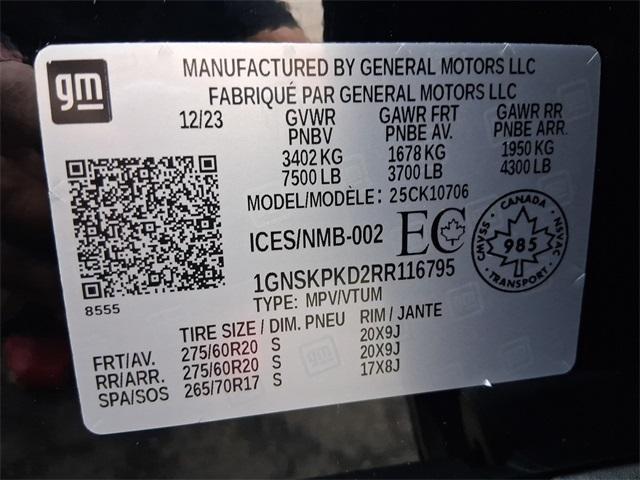 gm
MANUFACTURED BY GENERAL MOTORS LLC
FABRIQUÉ PAR GENERAL MOTORS LLC
12/23 GVWR GAWR FRT GAWR RR
PNBV PNBE AV. PNBE ARR.
3402 KG 1678 KG 1950 KG
7500 LB 3700 LB 4300 LB
MODEL/MODÈLE: 25CK10706
ICES/NMB-002 EC
CANADA
CMVSS NSVAC
985
TRANSPORT
1GNSKPKD2RR116795
8555
TYPE: MPV/VTUM
TIRE SIZE / DIM. PNEU RIM / JANTE
FRT/AV. 275/60R20 S 20X9J
RR/ARR. 275/60R20 S 20X9J
SPA/SOS 265/70R17 S 17X8J